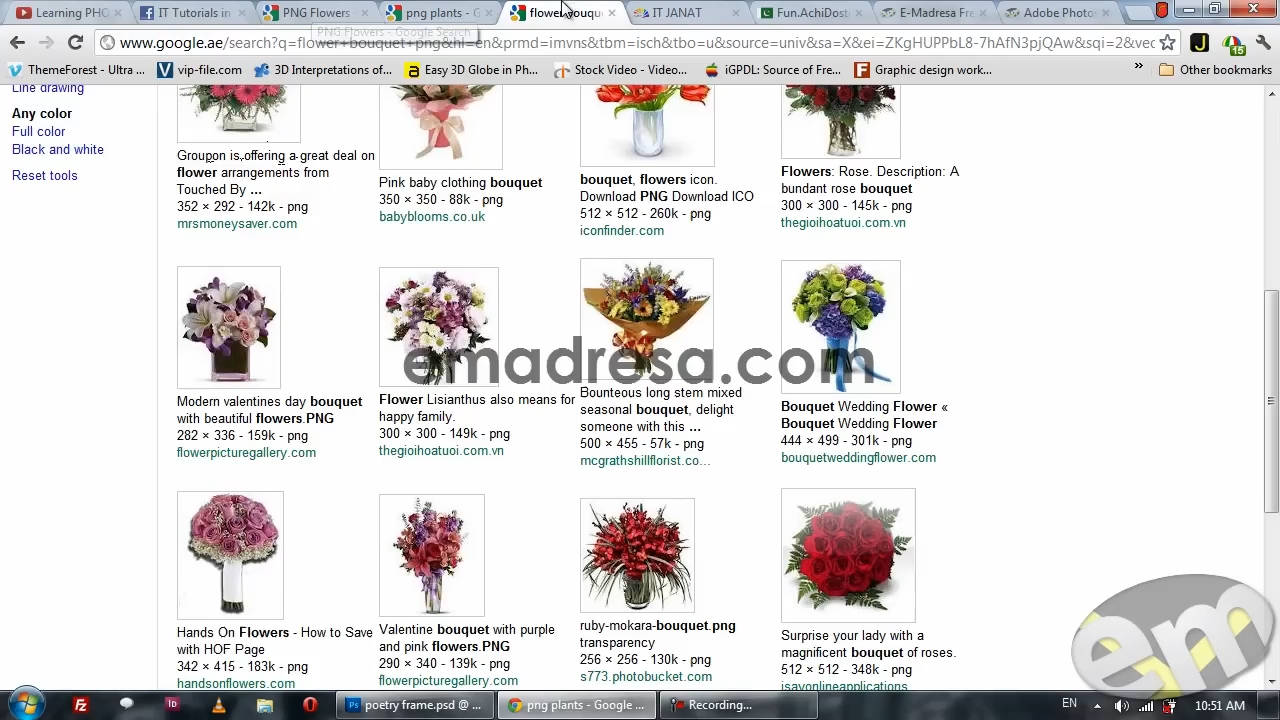 Learning PHO
IT Tutorials in
PNG Flowers -
png plants - G
flower bouqu
IT JANAT
Fun.AchiDost
E-Madresa Fre
Adobe Photo
PNG Flowers - Google Search
www.google.ae/search?q=flower+bouquet+png&hl=en&prmd=imvns&tbm=isch&tbo=u&source=univ&sa=X&ei=ZKgHUPPbL8-7hAfN3pjQAw&sqi=2&vec
15
ThemeForest - Ultra ...
vip-file.com
3D Interpretations of...
Easy 3D Globe in Ph...
Stock Video - Video...
iGPDL: Source of Fre...
Graphic design work...
»
Other bookmarks
Line drawing
Any color
Full color
Black and white
Reset tools
Groupon is offering a great deal on
flower arrangements from
Touched By ...
352 × 292 - 142k - png
mrsmoneysaver.com
Pink baby clothing bouquet
350 × 350 - 88k - png
babyblooms.co.uk
bouquet, flowers icon.
Download PNG Download ICO
512 × 512 - 260k - png
iconfinder.com
Flowers: Rose. Description: A
bundant rose bouquet
300 × 300 - 145k - png
thegioihoatuoi.com.vn
Modern valentines day bouquet
with beautiful flowers.PNG
282 × 336 - 159k - png
flowerpicturegallery.com
Flower Lisianthus also means for
happy family.
300 × 300 - 149k - png
thegioihoatuoi.com.vn
Bounteous long stem mixed
seasonal bouquet, delight
someone with this ...
500 × 455 - 57k - png
mcgrathshillflorist.co...
Bouquet Wedding Flower «
Bouquet Wedding Flower
444 × 499 - 301k - png
bouquetweddingflower.com
emadresa.com
Hands On Flowers - How to Save
with HOF Page
342 × 415 - 183k - png
handsonflowers.com
Valentine bouquet with purple
and pink flowers.PNG
290 × 340 - 139k - png
flowerpicturegallery.com
ruby-mokara-bouquet.png
transparency
256 × 256 - 130k - png
s773.photobucket.com
Surprise your lady with a
magnificent bouquet of roses.
512 × 512 - 348k - png
isayonlineapplications
em
poetry frame.psd @ ...
png plants - Google ...
Recording...
EN
10:51 AM